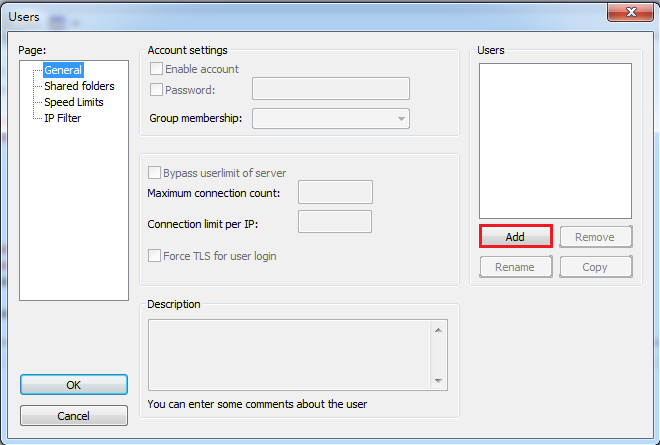 Users
Page:
General
Shared folders
Speed Limits
IP Filter
OK
Cancel
Account settings
Enable account
Password:
Group membership:
Bypass userlimit of server
Maximum connection count:
Connection limit per IP:
Force TLS for user login
Description
You can enter some comments about the user
Users
Add
Remove
Rename
Copy